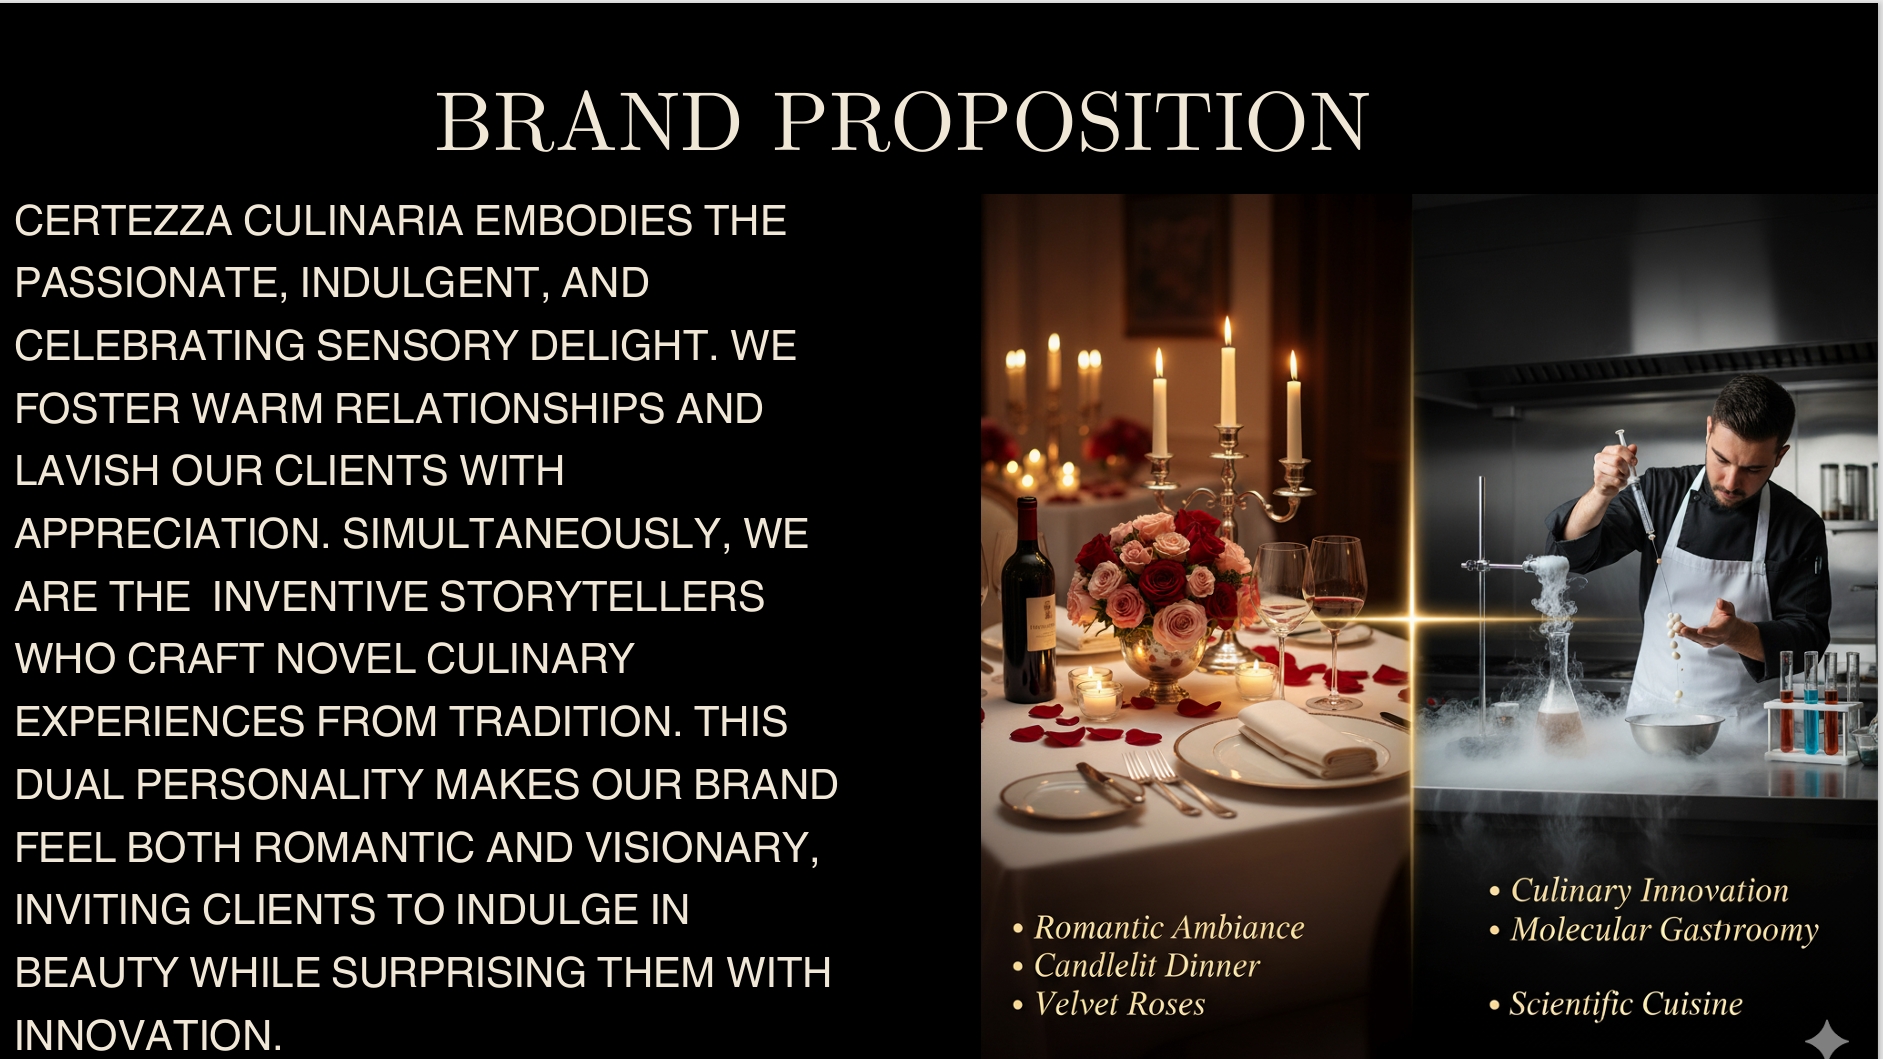 BRAND PROPOSITION
CERTEZZA CULINARIA EMBODIES THE
PASSIONATE, INDULGENT, AND
CELEBRATING SENSORY DELIGHT. WE
FOSTER WARM RELATIONSHIPS AND
LAVISH OUR CLIENTS WITH
APPRECIATION. SIMULTANEOUSLY, WE
ARE THE  INVENTIVE STORYTELLERS
WHO CRAFT NOVEL CULINARY
EXPERIENCES FROM TRADITION. THIS
DUAL PERSONALITY MAKES OUR BRAND
FEEL BOTH ROMANTIC AND VISIONARY,
INVITING CLIENTS TO INDULGE IN
BEAUTY WHILE SURPRISING THEM WITH
INNOVATION.
• Romantic Ambiance
• Candlelit Dinner
• Velvet Roses
• Culinary Innovation
• Molecular Gastroomy
• Scientific Cuisine